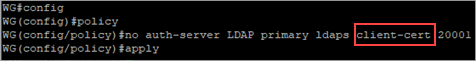 WG#config
WG(config)#policy
WG(config/policy)#no auth-server LDAP primary ldaps client-cert 20001
WG(config/policy)#apply